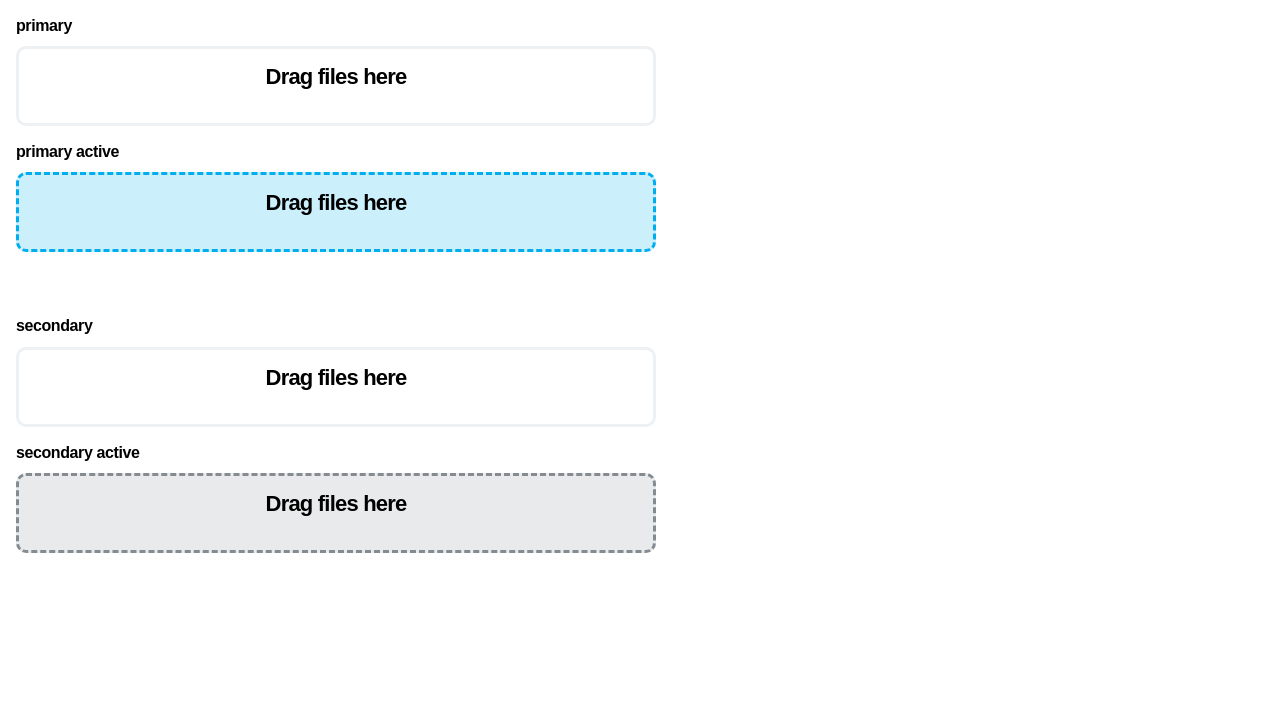 primary
Drag files here
primary active
Drag files here
secondary
Drag files here
secondary active
Drag files here